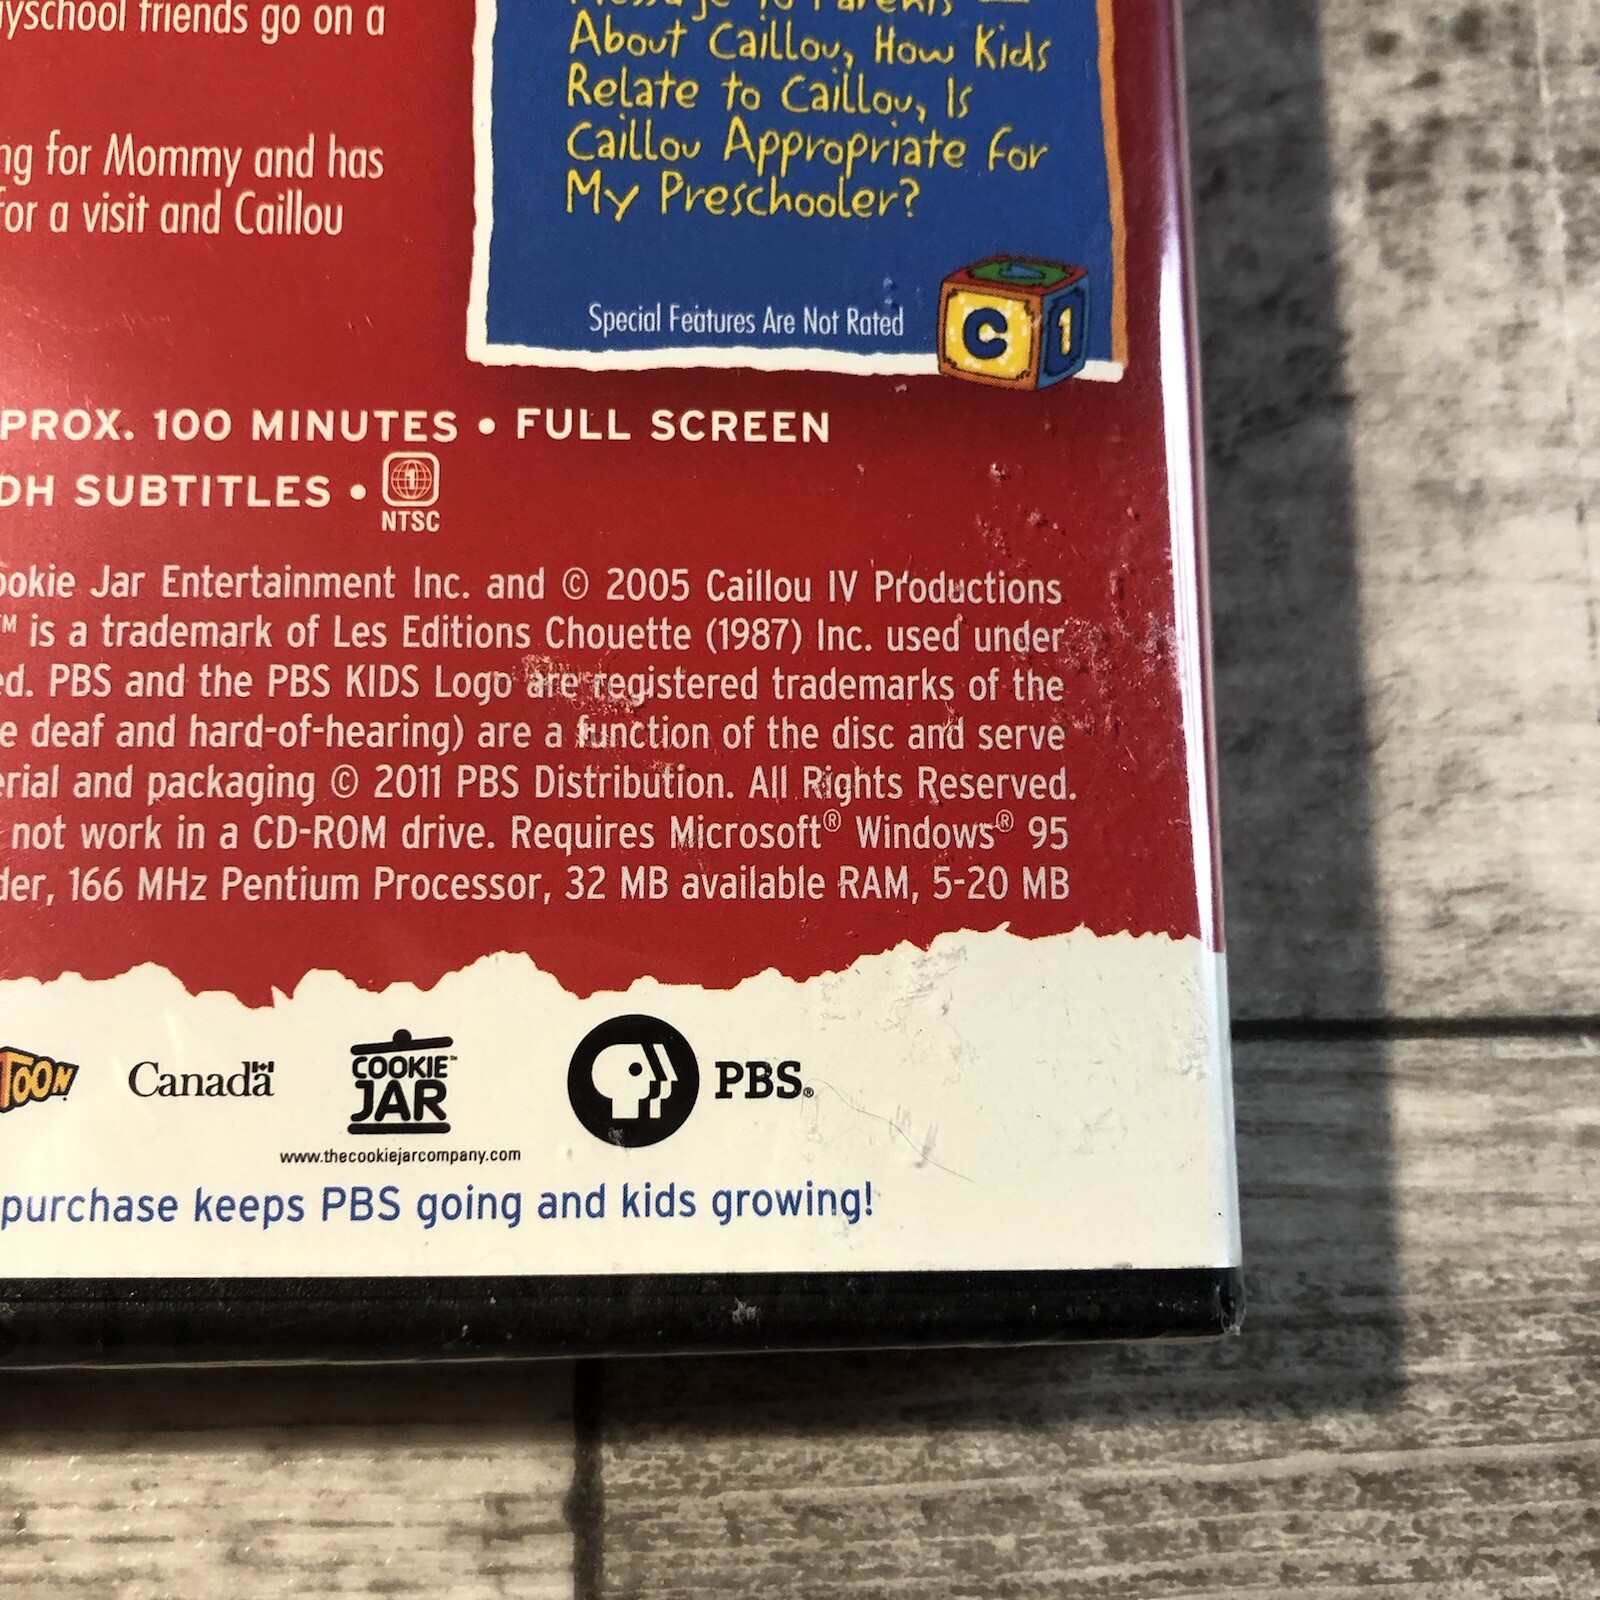 friends go on a
for Mommy and has
for a visit and Caillou
Message To Parents —
About Caillou, How Kids
Relate to Caillou, Is
Caillou Appropriate for
My Preschooler?
Special Features Are Not Rated
C 1
PROX. 100 MINUTES • FULL SCREEN
DH SUBTITLES • 1
NTSC
ookie Jar Entertainment Inc. and © 2005 Caillou IV Productions
™ is a trademark of Les Editions Chouette (1987) Inc. used under
ed. PBS and the PBS KIDS Logo are registered trademarks of the
e deaf and hard-of-hearing) are a function of the disc and serve
erial and packaging © 2011 PBS Distribution. All Rights Reserved.
not work in a CD-ROM drive. Requires Microsoft® Windows® 95
der, 166 MHz Pentium Processor, 32 MB available RAM, 5-20 MB
TOON
Canada
COOKIE™
JAR
www.thecookiejarcompany.com
PBS®
purchase keeps PBS going and kids growing!